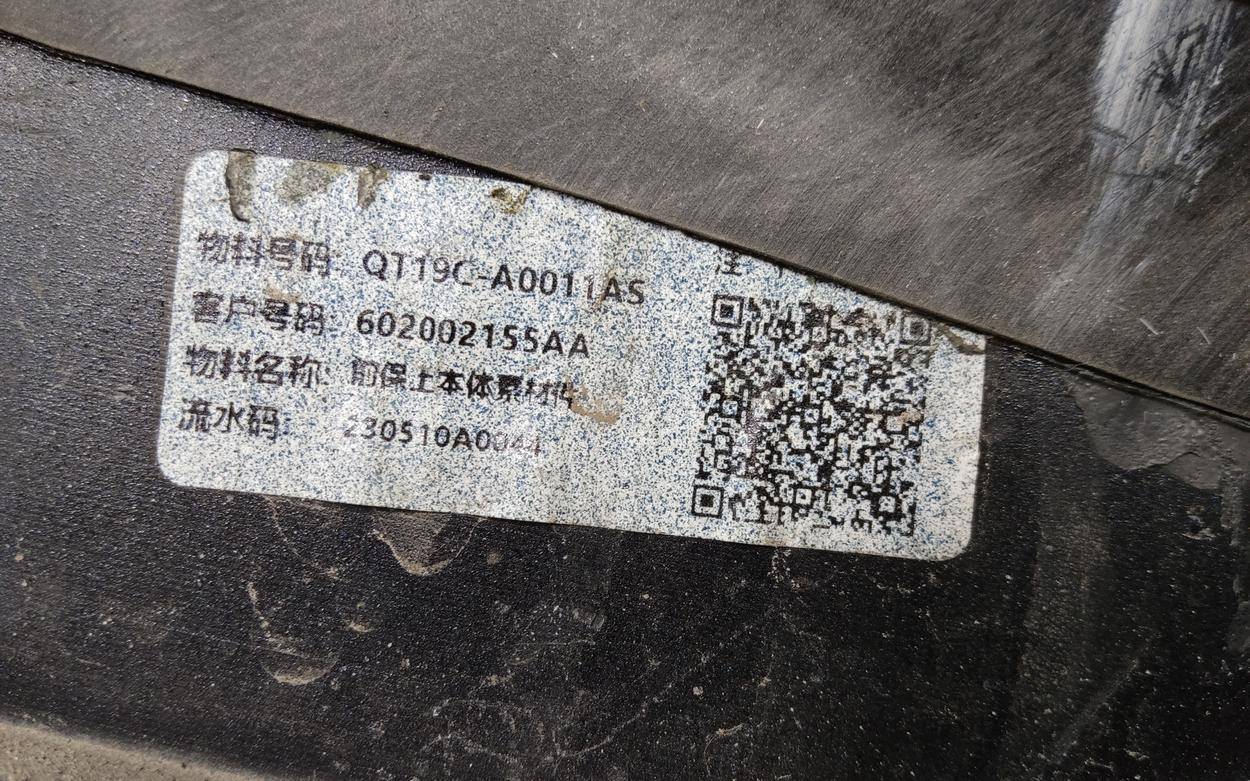 物料号码: QT19C-A0011AS
客户号码: 602002155AA
物料名称: 前保上本体素材件
流水码: 230510A0044